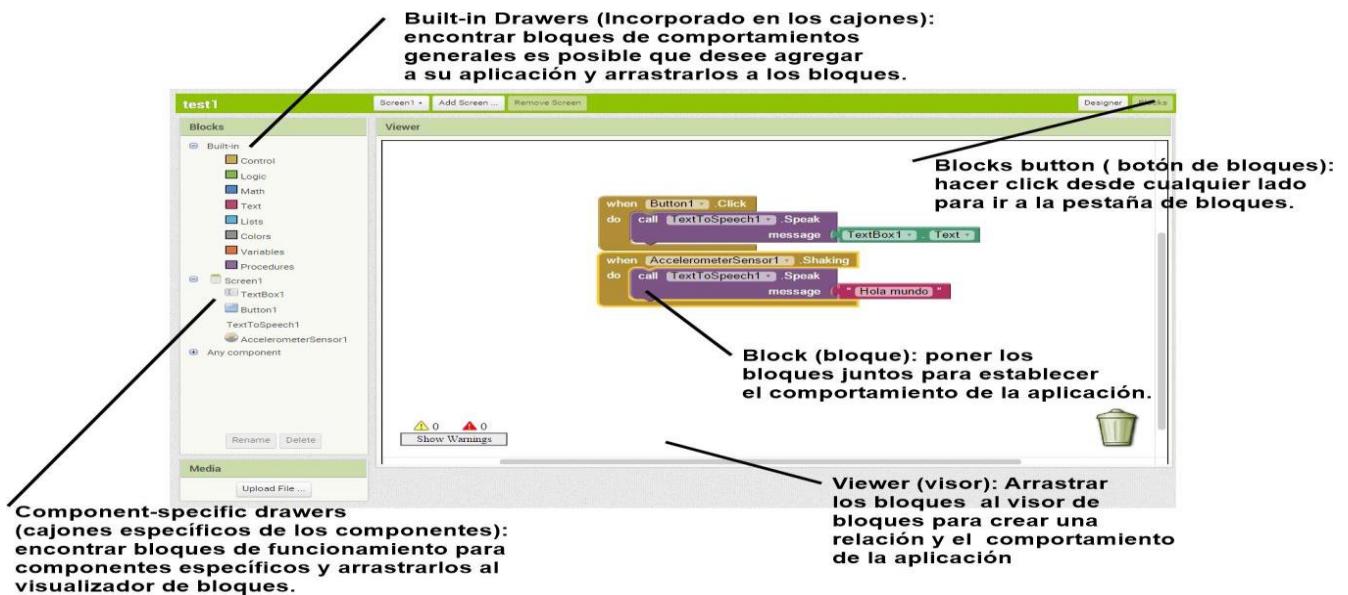 Built-in Drawers (Incorporado en los cajones):
encontrar bloques de comportamientos
generales es posible que desee agregar
a su aplicación y arrastrarlos a los bloques.
test1
Screen1
Add Screen ...
Remove Screen
Designer
Blocks
Blocks
Viewer
Built-in
Control
Logic
Math
Text
Lists
Colors
Variables
Procedures
Screen1
TextBox1
Button1
TextToSpeech1
AccelerometerSensor1
Any component
Rename
Delete
Media
Upload File ...
when Button1 .Click
do call TextToSpeech1 .Speak
message TextBox1 . Text
when AccelerometerSensor1 .Shaking
do call TextToSpeech1 .Speak
message " Hola mundo "
0 0
Show Warnings
Blocks button ( botón de bloques):
hacer click desde cualquier lado
para ir a la pestaña de bloques.
Block (bloque): poner los
bloques juntos para establecer
el comportamiento de la aplicación.
Viewer (visor): Arrastrar
los bloques al visor de
bloques para crear una
relación y el comportamiento
de la aplicación
Component-specific drawers
(cajones específicos de los componentes):
encontrar bloques de funcionamiento para
componentes específicos y arrastrarlos al
visualizador de bloques.